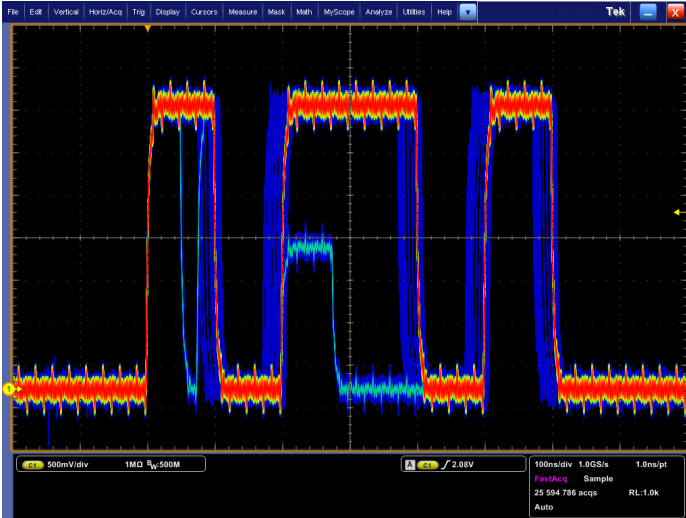 File Edit Vertical Horiz/Acq Trig Display Cursors Measure Mask Math MyScope Analyze Utilities Help Tek X
1
C1 500mV/div 1MΩ BW:500M
A C1 2.08V
100ns/div 1.0GS/s 1.0ns/pt
FastAcq Sample
25 594 786 acqs RL:1.0k
Auto